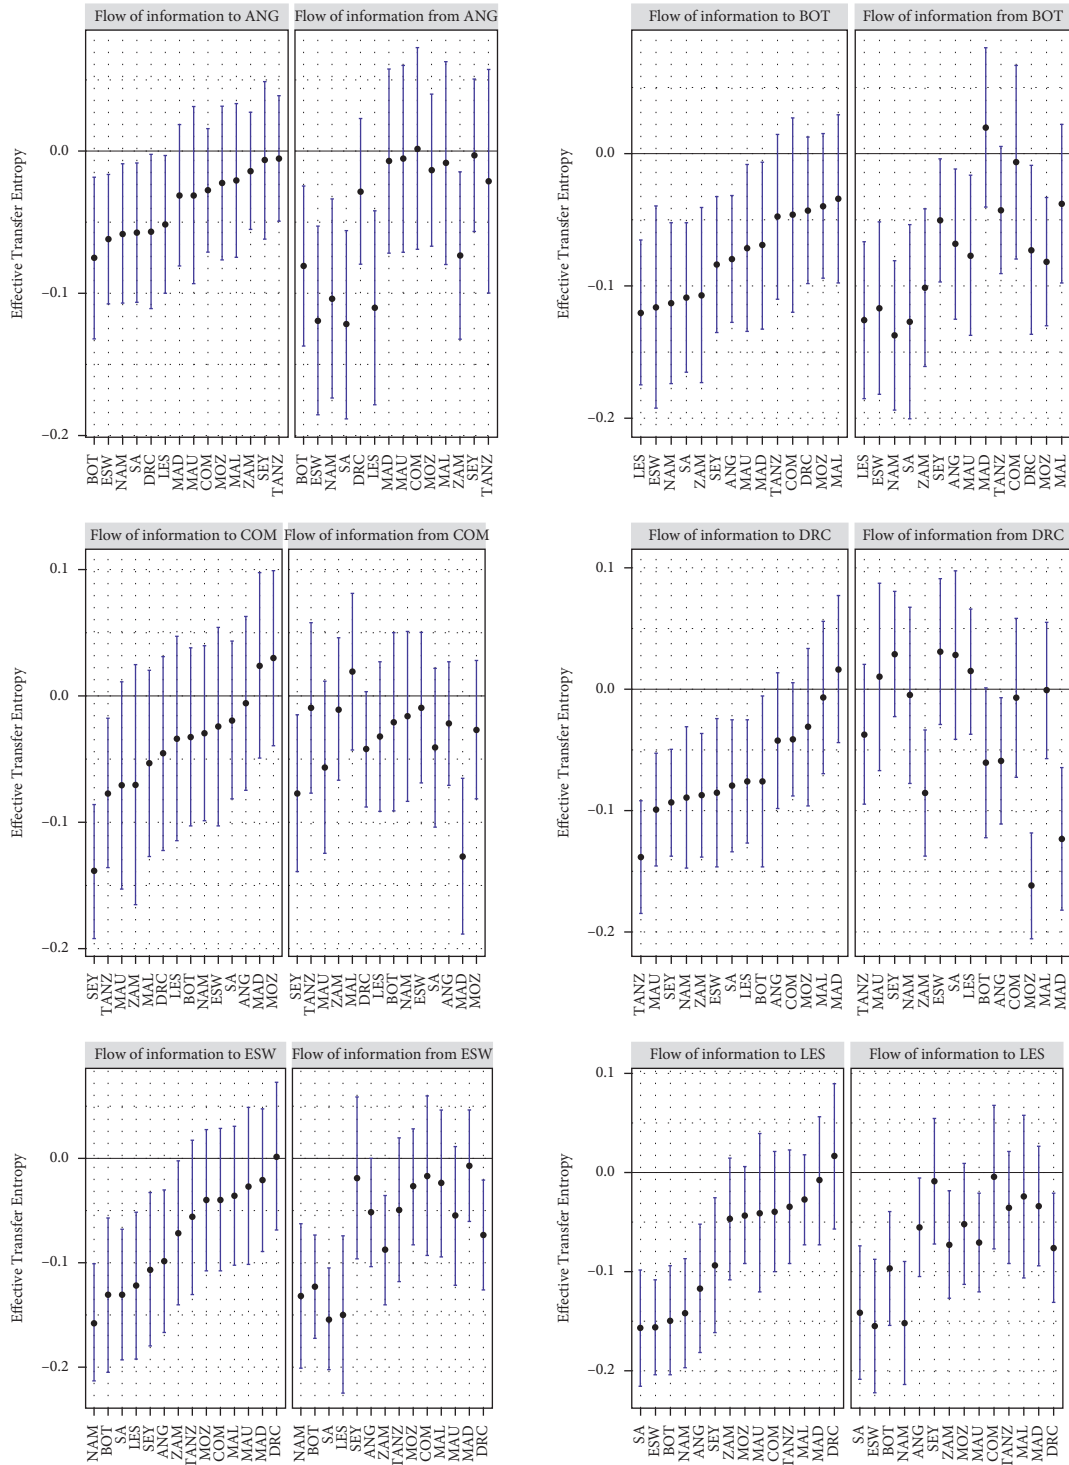 Flow of information to ANG
Flow of information from ANG
Effective Transfer Entropy
0.0
−0.1
−0.2
BOT ESW NAM SA DRC LES MAD MAU COM MOZ MAL ZAM SEY TANZ
BOT ESW NAM SA DRC LES MAD MAU COM MOZ MAL ZAM SEY TANZ
Flow of information to BOT
Flow of information from BOT
Effective Transfer Entropy
0.0
−0.1
−0.2
LES ESW NAM SA ZAM SEY ANG MAU MAD TANZ COM DRC MOZ MAL
LES ESW NAM SA ZAM SEY ANG MAU MAD TANZ COM DRC MOZ MAL
Flow of information to COM
Flow of information from COM
Effective Transfer Entropy
0.1
0.0
−0.1
−0.2
SEY TANZ MAU ZAM MAL DRC LES BOT NAM ESW SA ANG MAD MOZ
SEY TANZ MAU ZAM MAL DRC LES BOT NAM ESW SA ANG MAD MOZ
Flow of information to DRC
Flow of information from DRC
Effective Transfer Entropy
0.1
0.0
−0.1
−0.2
TANZ MAU SEY NAM ZAM ESW SA LES BOT ANG COM MOZ MAL MAD
TANZ MAU SEY NAM ZAM ESW SA LES BOT ANG COM MOZ MAL MAD
Flow of information to ESW
Flow of information from ESW
Effective Transfer Entropy
0.0
−0.1
−0.2
NAM BOT SA LES SEY ANG ZAM TANZ MOZ COM MAL MAU MAD DRC
NAM BOT SA LES SEY ANG ZAM TANZ MOZ COM MAL MAU MAD DRC
Flow of information to LES
Flow of information to LES
Effective Transfer Entropy
0.1
0.0
−0.1
−0.2
SA ESW BOT NAM ANG SEY ZAM MOZ MAU COM TANZ MAL MAD DRC
SA ESW BOT NAM ANG SEY ZAM MOZ MAU COM TANZ MAL MAD DRC